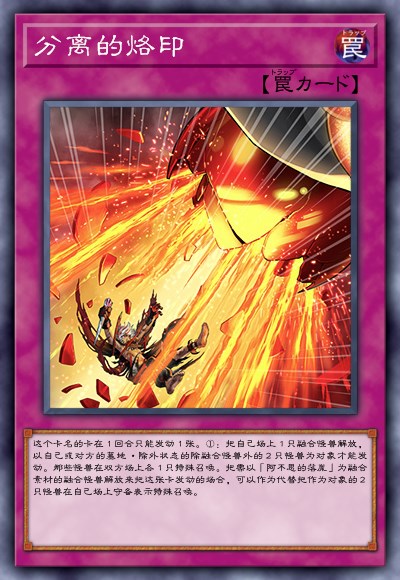 分离的烙印
トラップ
罠
トラップ
【罠カード】
这个卡名的卡在1回合只能发动1张。①：把自己场上1只融合怪兽解放，
以自己或对方的墓地·除外状态的除融合怪兽外的2只怪兽为对象才能发
动。那些怪兽在双方场上各1只特殊召唤。把需以「阿不思的落胤」为融合
素材的融合怪兽解放来把这张卡发动的场合，可以作为代替把作为对象的2
只怪兽在自己场上守备表示特殊召唤。